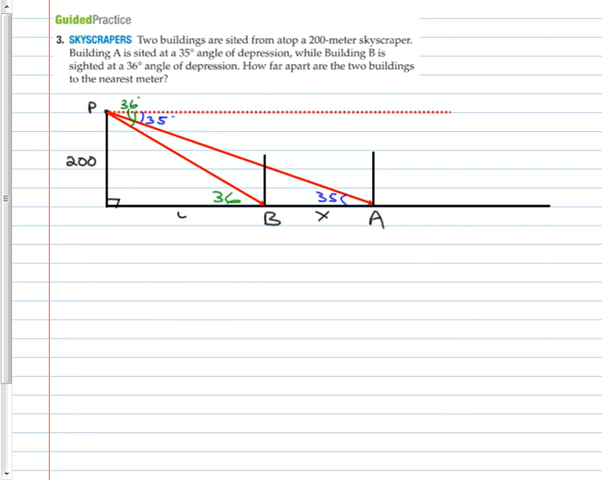 GuidedPractice
3. SKYSCRAPERS Two buildings are sited from atop a 200-meter skyscraper.
Building A is sited at a 35° angle of depression, while Building B is
sighted at a 36° angle of depression. How far apart are the two buildings
to the nearest meter?
P 36°
35°
200
36 35
B x A